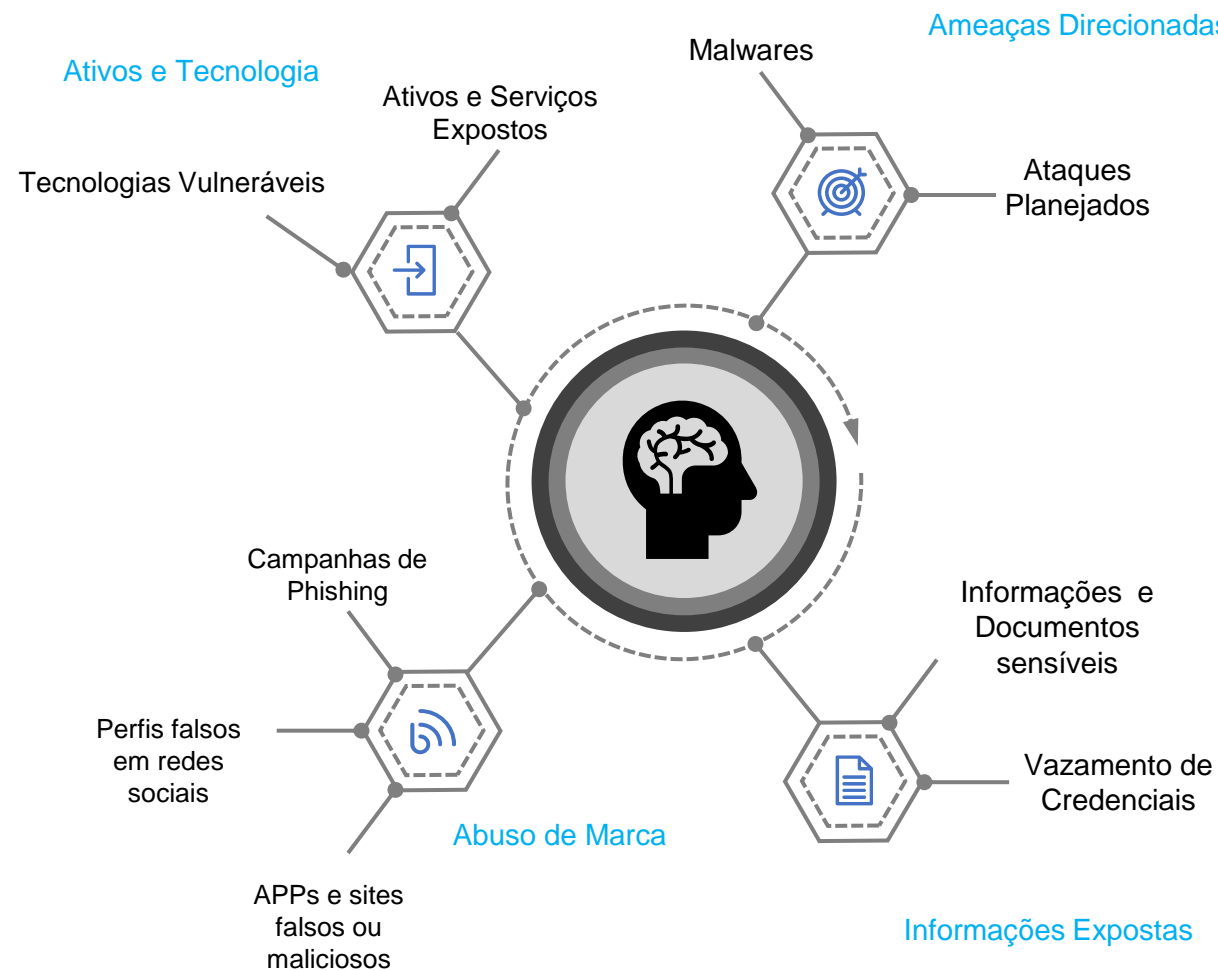 Ameaças Direcionadas
Malwares
Ativos e Tecnologia
Ativos e Serviços
Expostos
Tecnologias Vulneráveis
Ataques
Planejados
Campanhas de
Phishing
Informações e
Documentos
sensíveis
Perfis falsos
em redes
sociais
Vazamento de
Credenciais
Abuso de Marca
APPs e sites
falsos ou
maliciosos
Informações Expostas